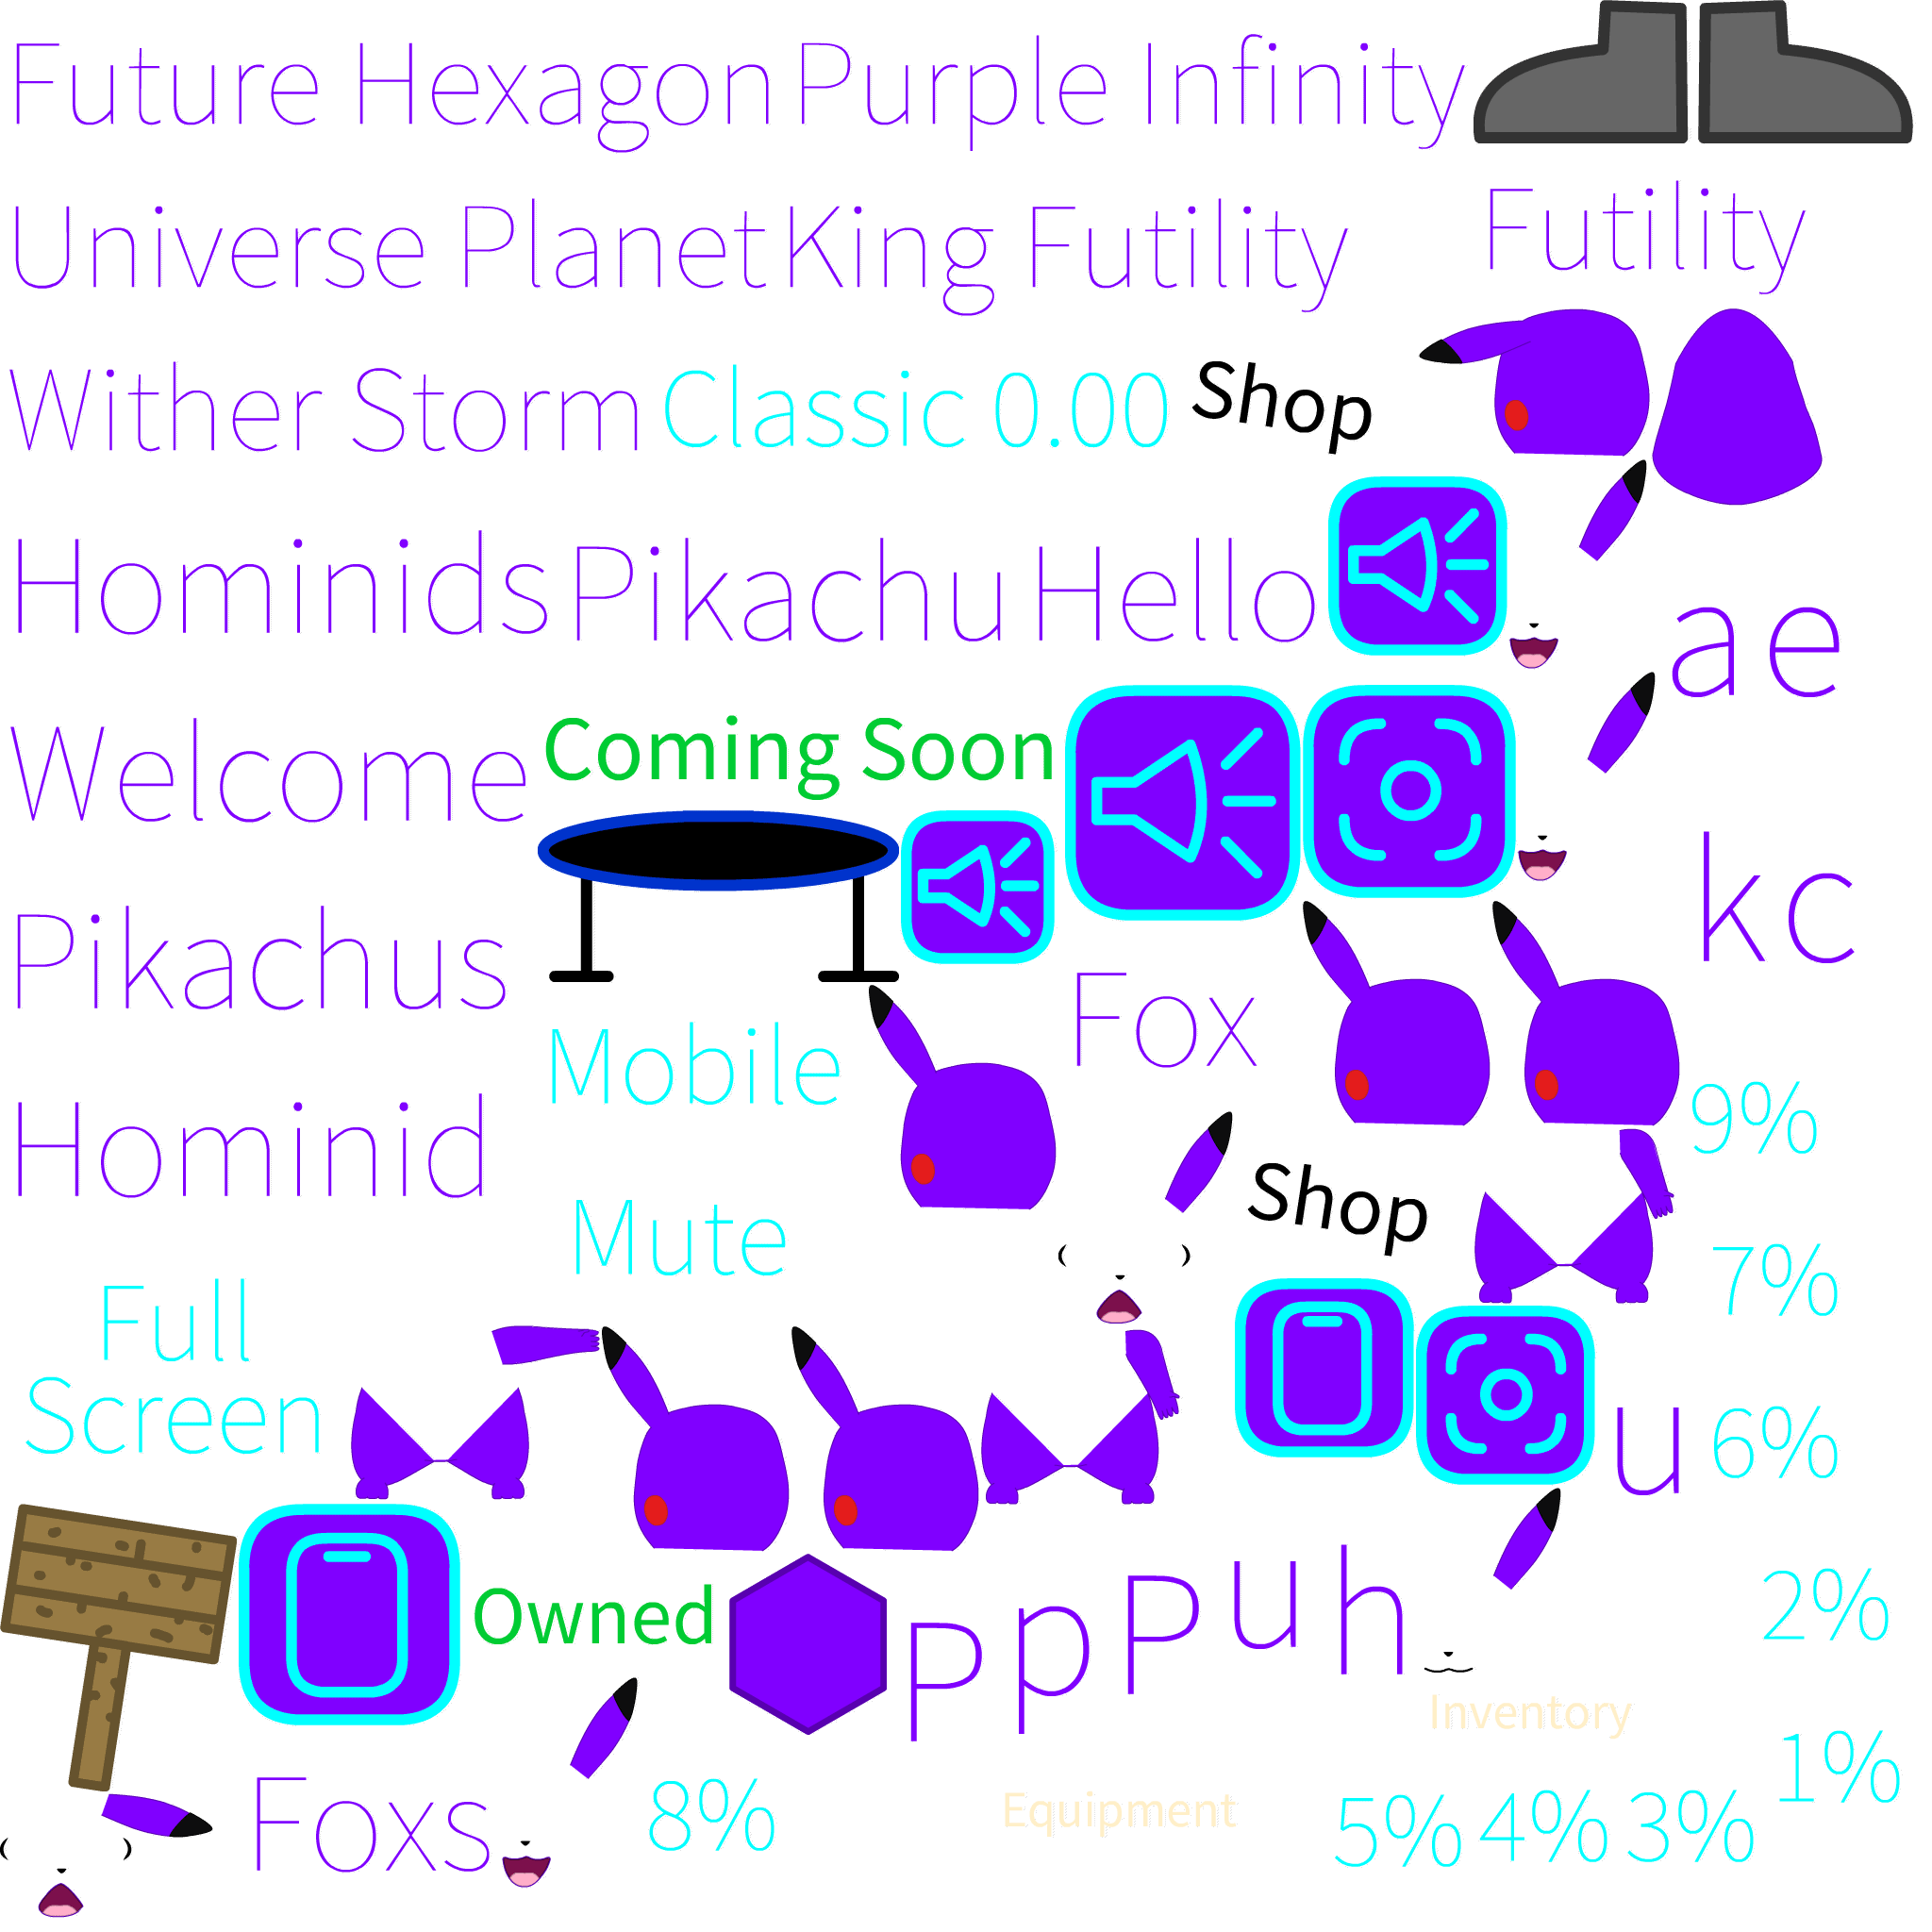 Future Hexagon Purple Infinity
Universe Planet King Futility Futility
Wither Storm Classic 0.00 Shop
Hominids Pikachu Hello
ae
Welcome Coming Soon
kc
Pikachus
Fox
Mobile
9%
Hominid
Shop
Mute
7%
Full
Screen
u 6%
Owned
P p P u h
2%
Inventory
1%
Foxs 8% Equipment 5% 4% 3%